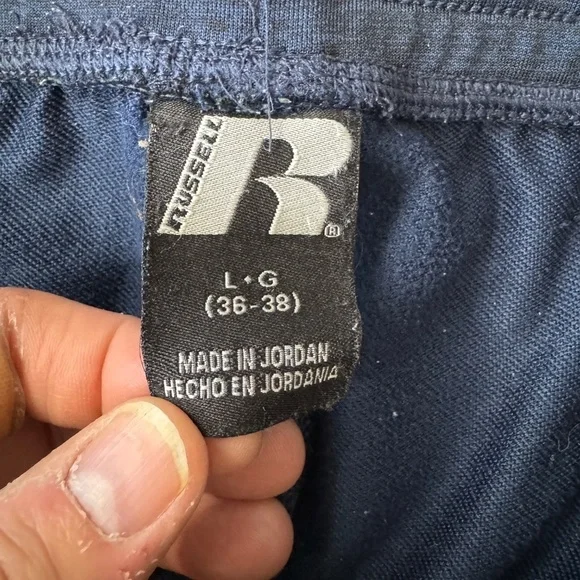 RUSSELL
R®
L•G
(36-38)
MADE IN JORDAN
HECHO EN JORDANIA